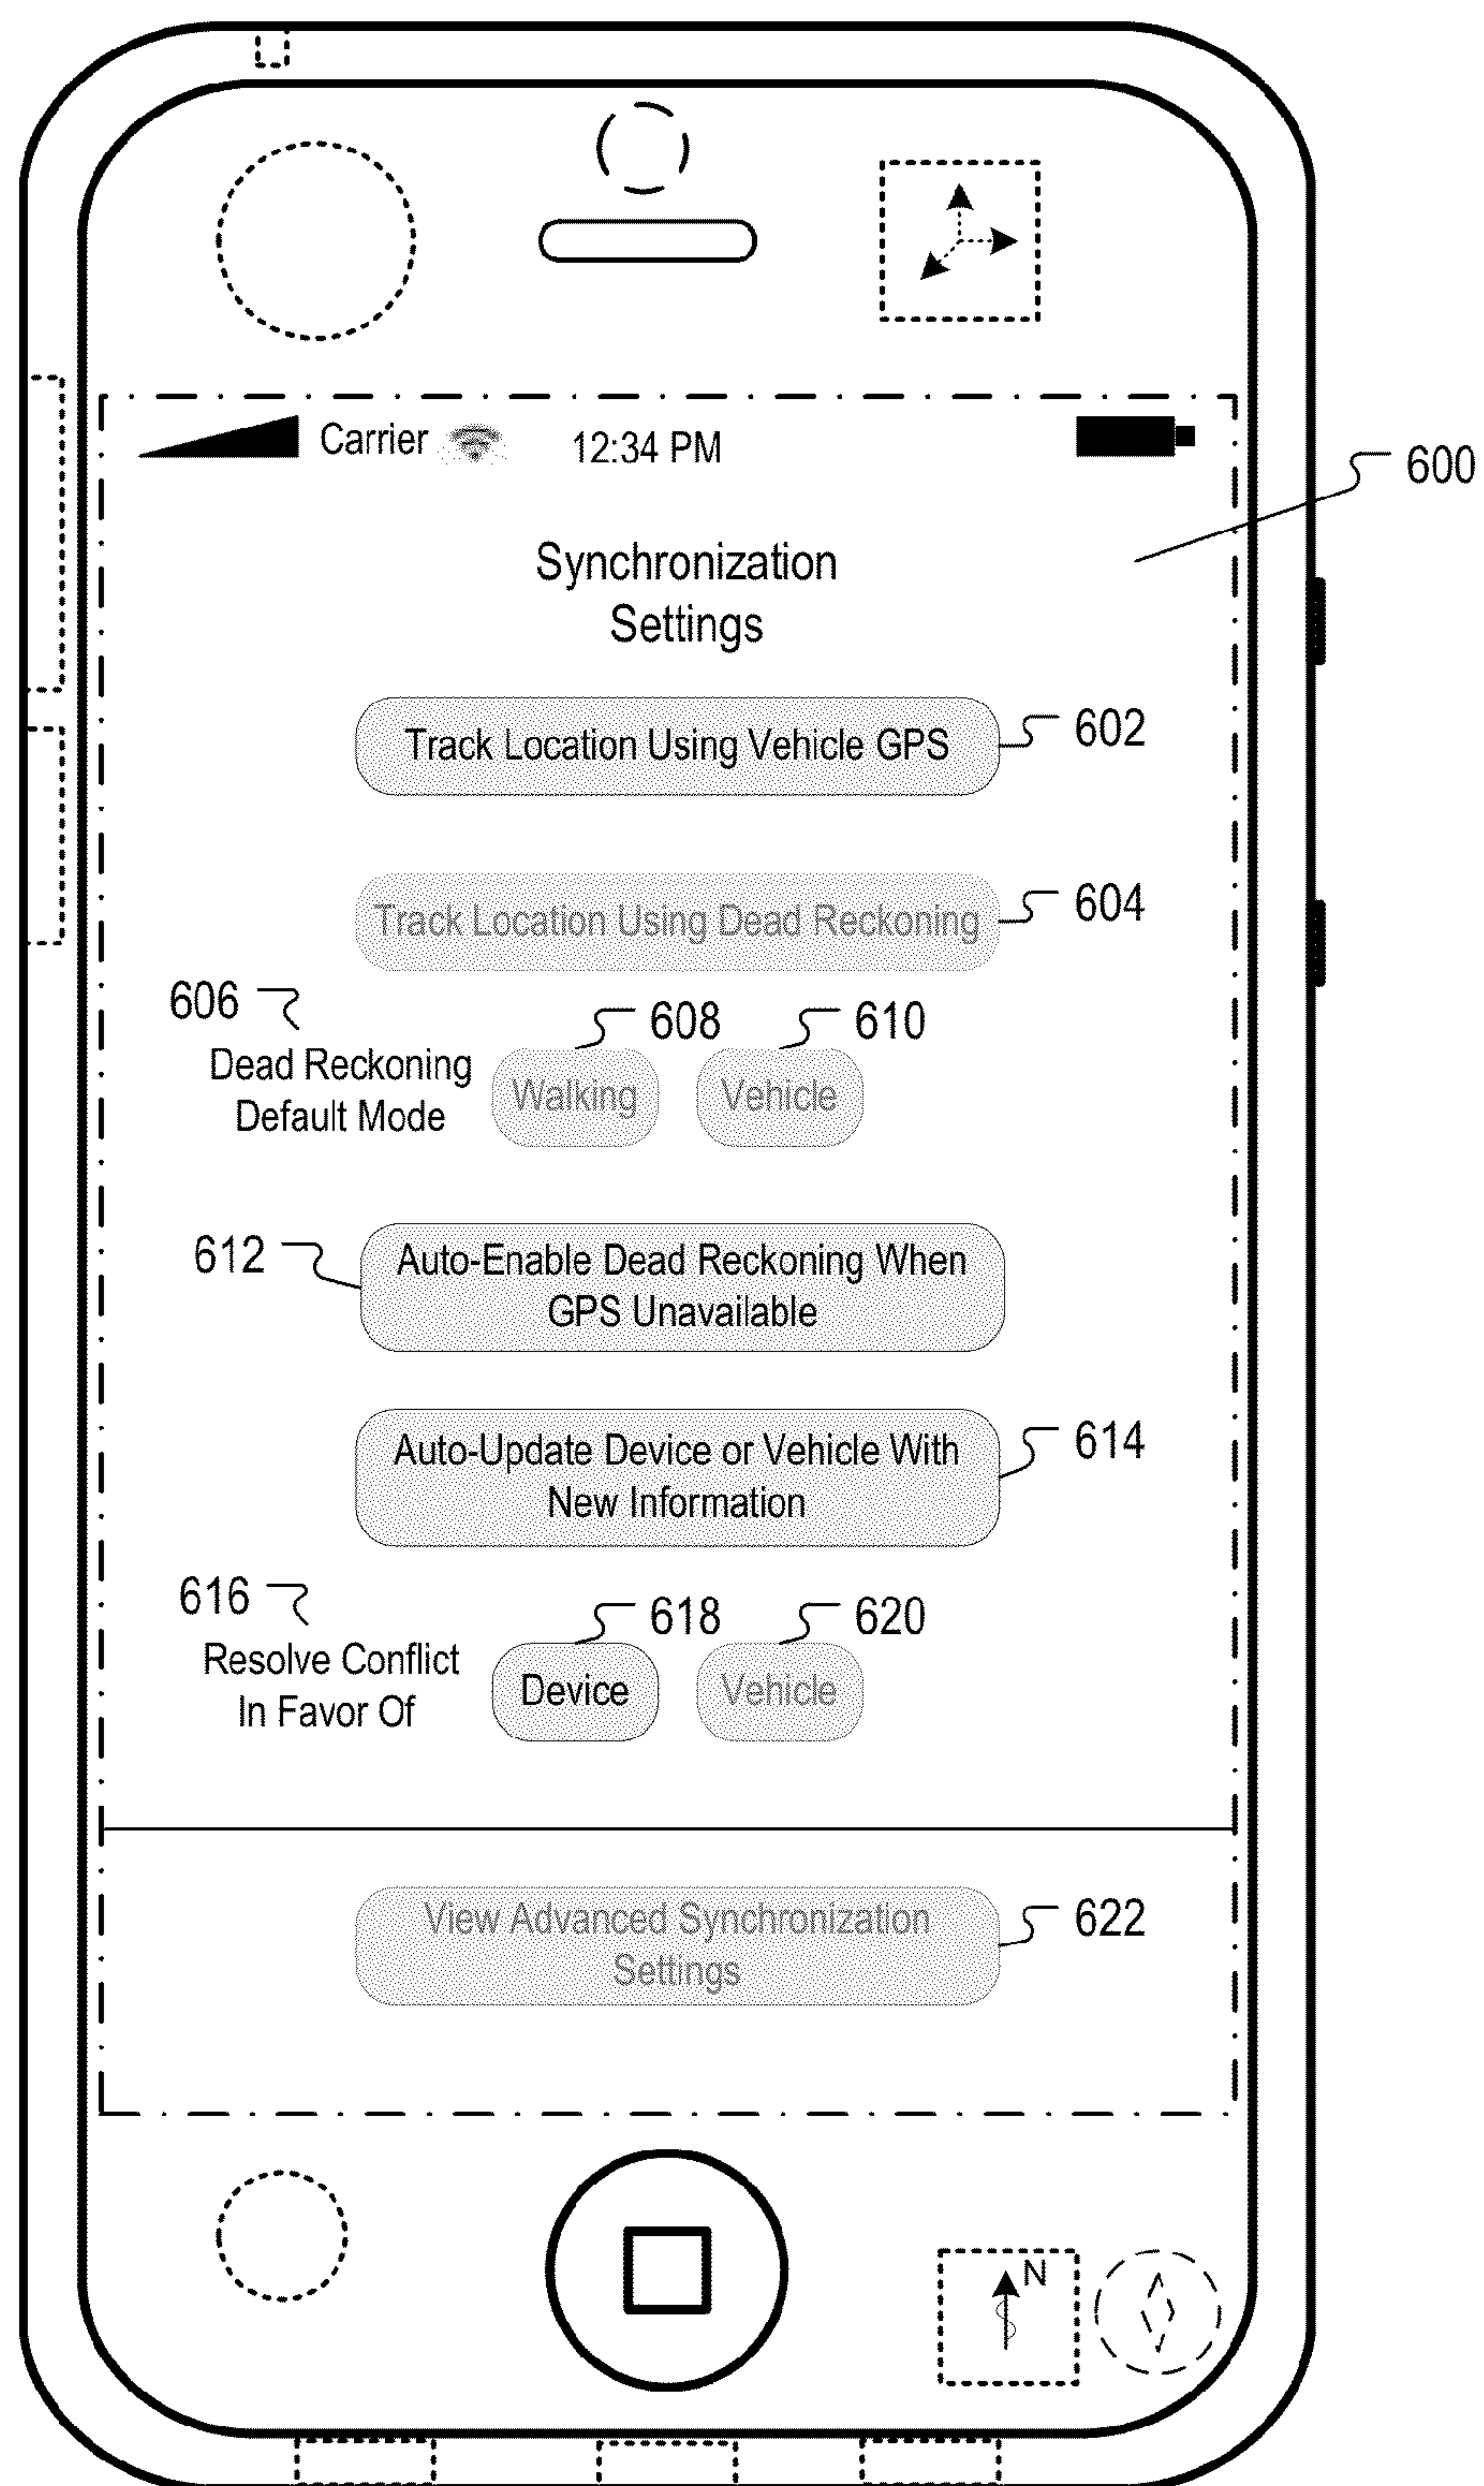 Carrier 12:34 PM
600
Synchronization
Settings
Track Location Using Vehicle GPS
602
Track Location Using Dead Reckoning
604
606
608
610
Dead Reckoning
Default Mode
Walking
Vehicle
612
Auto-Enable Dead Reckoning When
GPS Unavailable
Auto-Update Device or Vehicle With
New Information
614
616
618
620
Resolve Conflict
In Favor Of
Device
Vehicle
View Advanced Synchronization
Settings
622
N